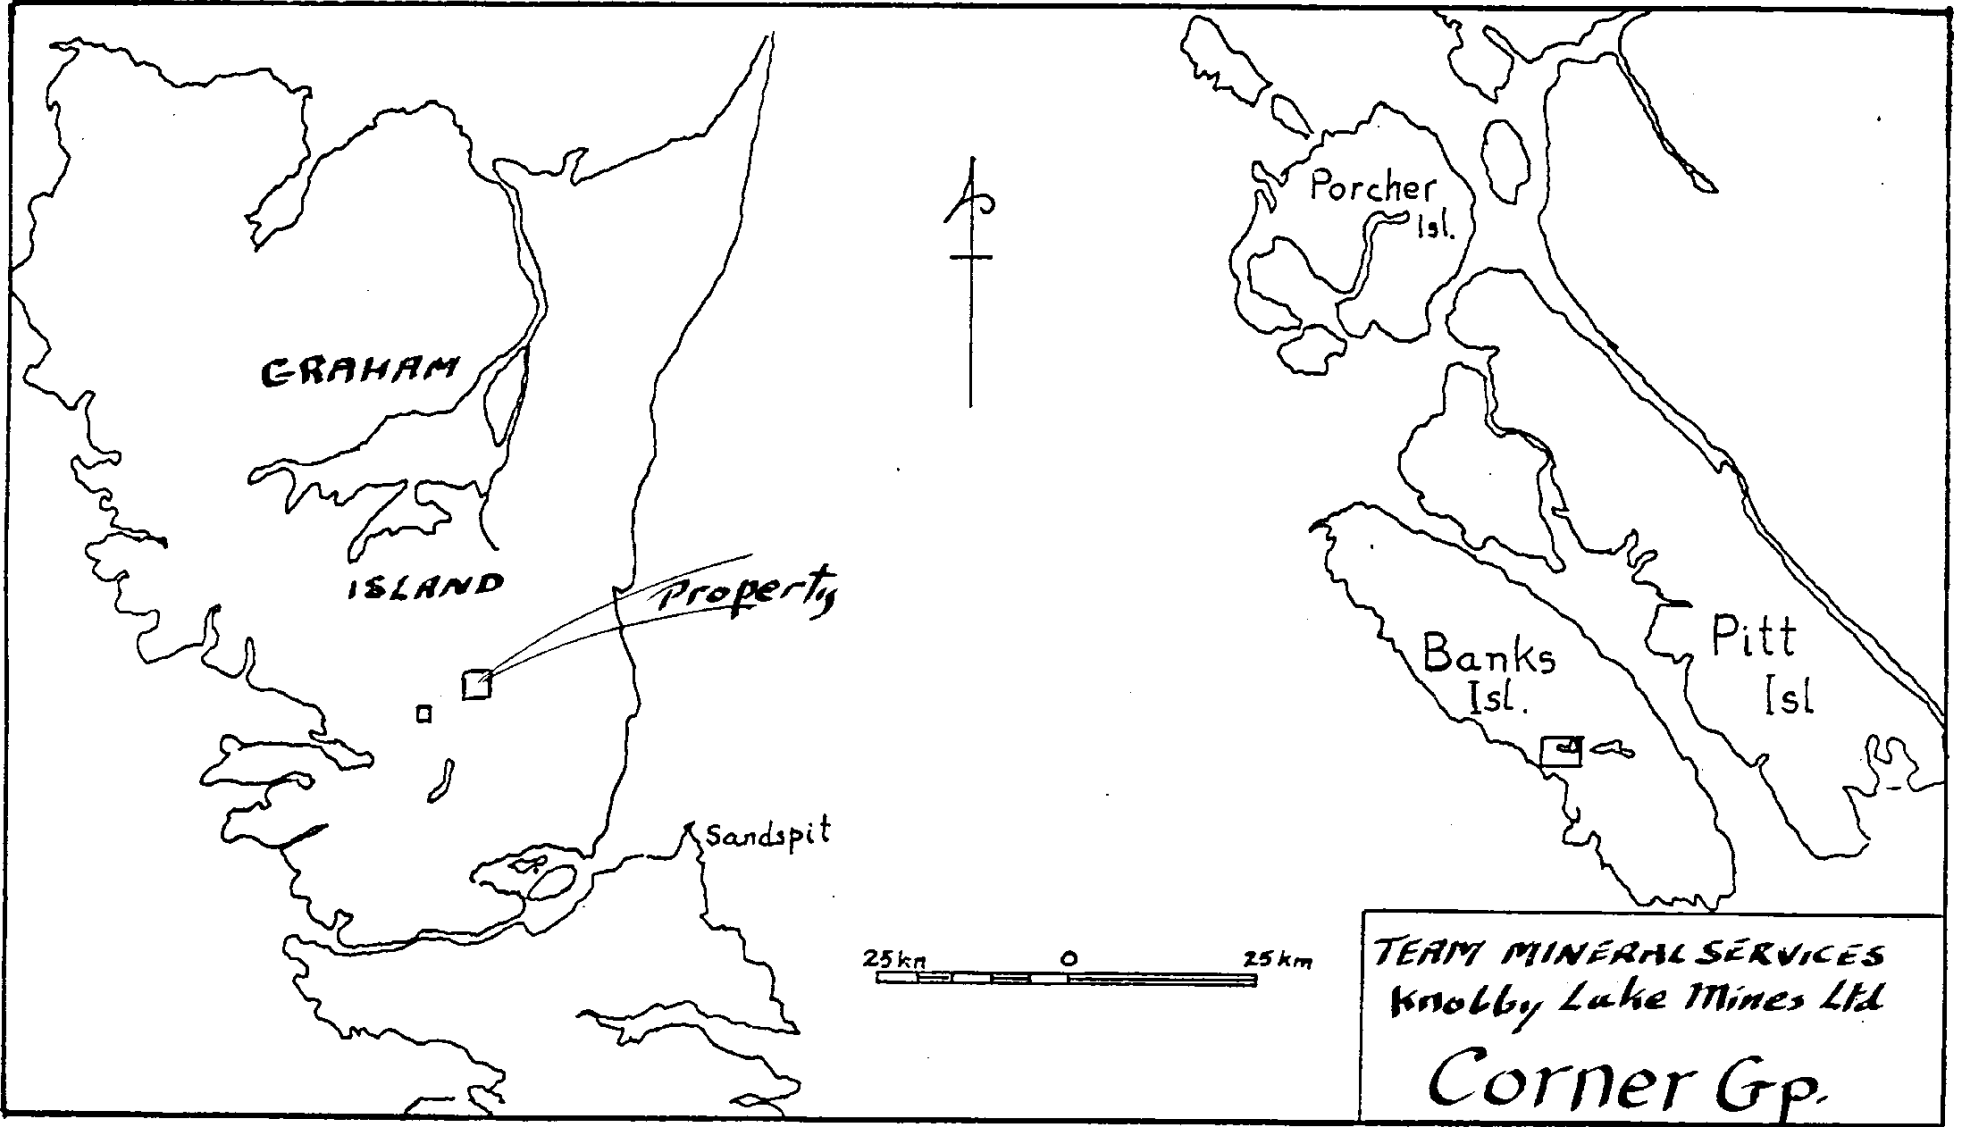 Porcher
Isl.
GRAHAM
ISLAND
Property
Banks
Isl.
Pitt
Isl
Sandspit
25km 0 25km
TEAM MINERAL SERVICES
Knobby Lake Mines Ltd
Corner Gp.